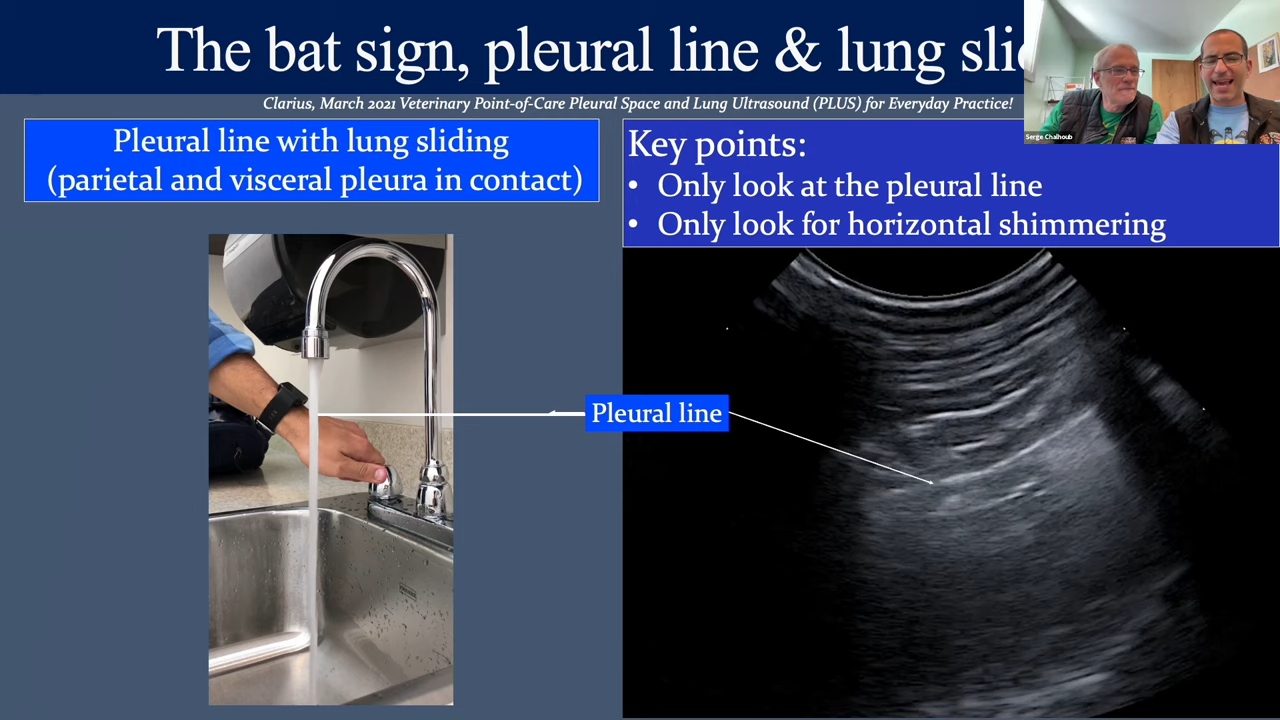 The bat sign, pleural line & lung slid
Clarius, March 2021 Veterinary Point-of-Care Pleural Space and Lung Ultrasound (PLUS) for Everyday Practice!
Pleural line with lung sliding
(parietal and visceral pleura in contact)
Key points:
• Only look at the pleural line
• Only look for horizontal shimmering
Serge Chalhoub
Pleural line